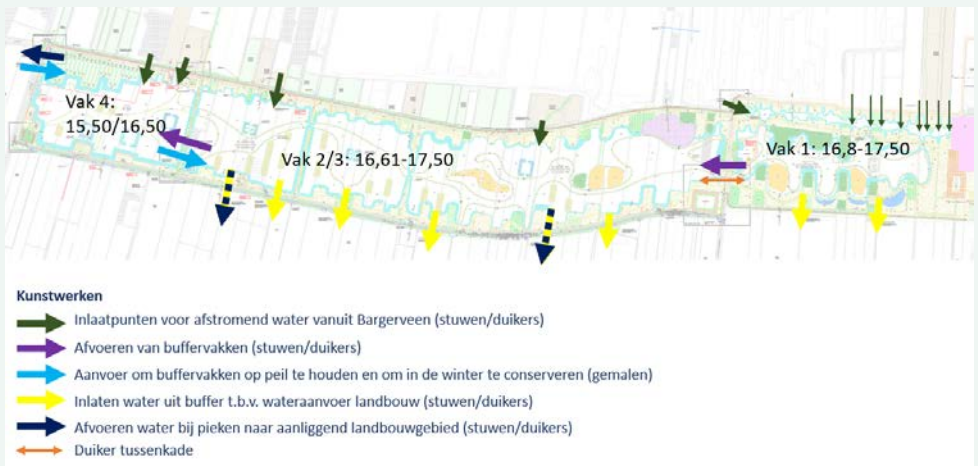 Vak 4:
15,50/16,50
Vak 2/3: 16,61-17,50
Vak 1: 16,8-17,50
Kunstwerken
Inlaatpunten voor afstromend water vanuit Bargerveen (stuwen/duikers)
Afvoeren van buffervakken (stuwen/duikers)
Aanvoer om buffervakken op peil te houden en om in de winter te conserveren (gemalen)
Inlaten water uit buffer t.b.v. wateraanvoer landbouw (stuwen/duikers)
Afvoeren water bij pieken naar aanliggend landbouwgebied (stuwen/duikers)
Duiker tussenkade